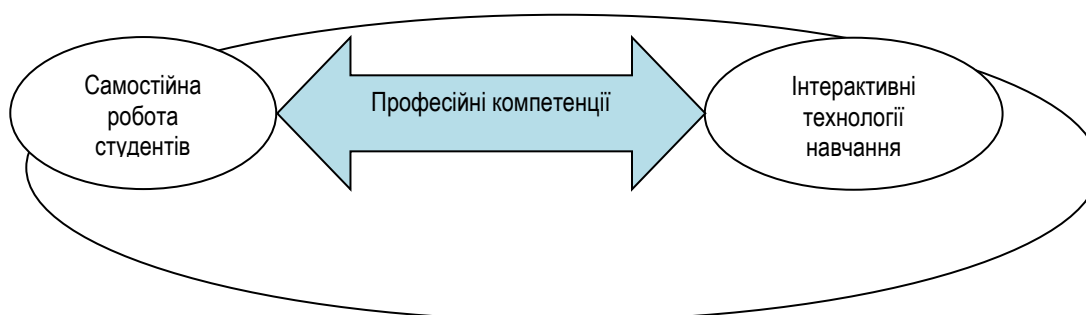 Самостійна
робота
студентів
Професійні компетенції
Інтерактивні
технології
навчання